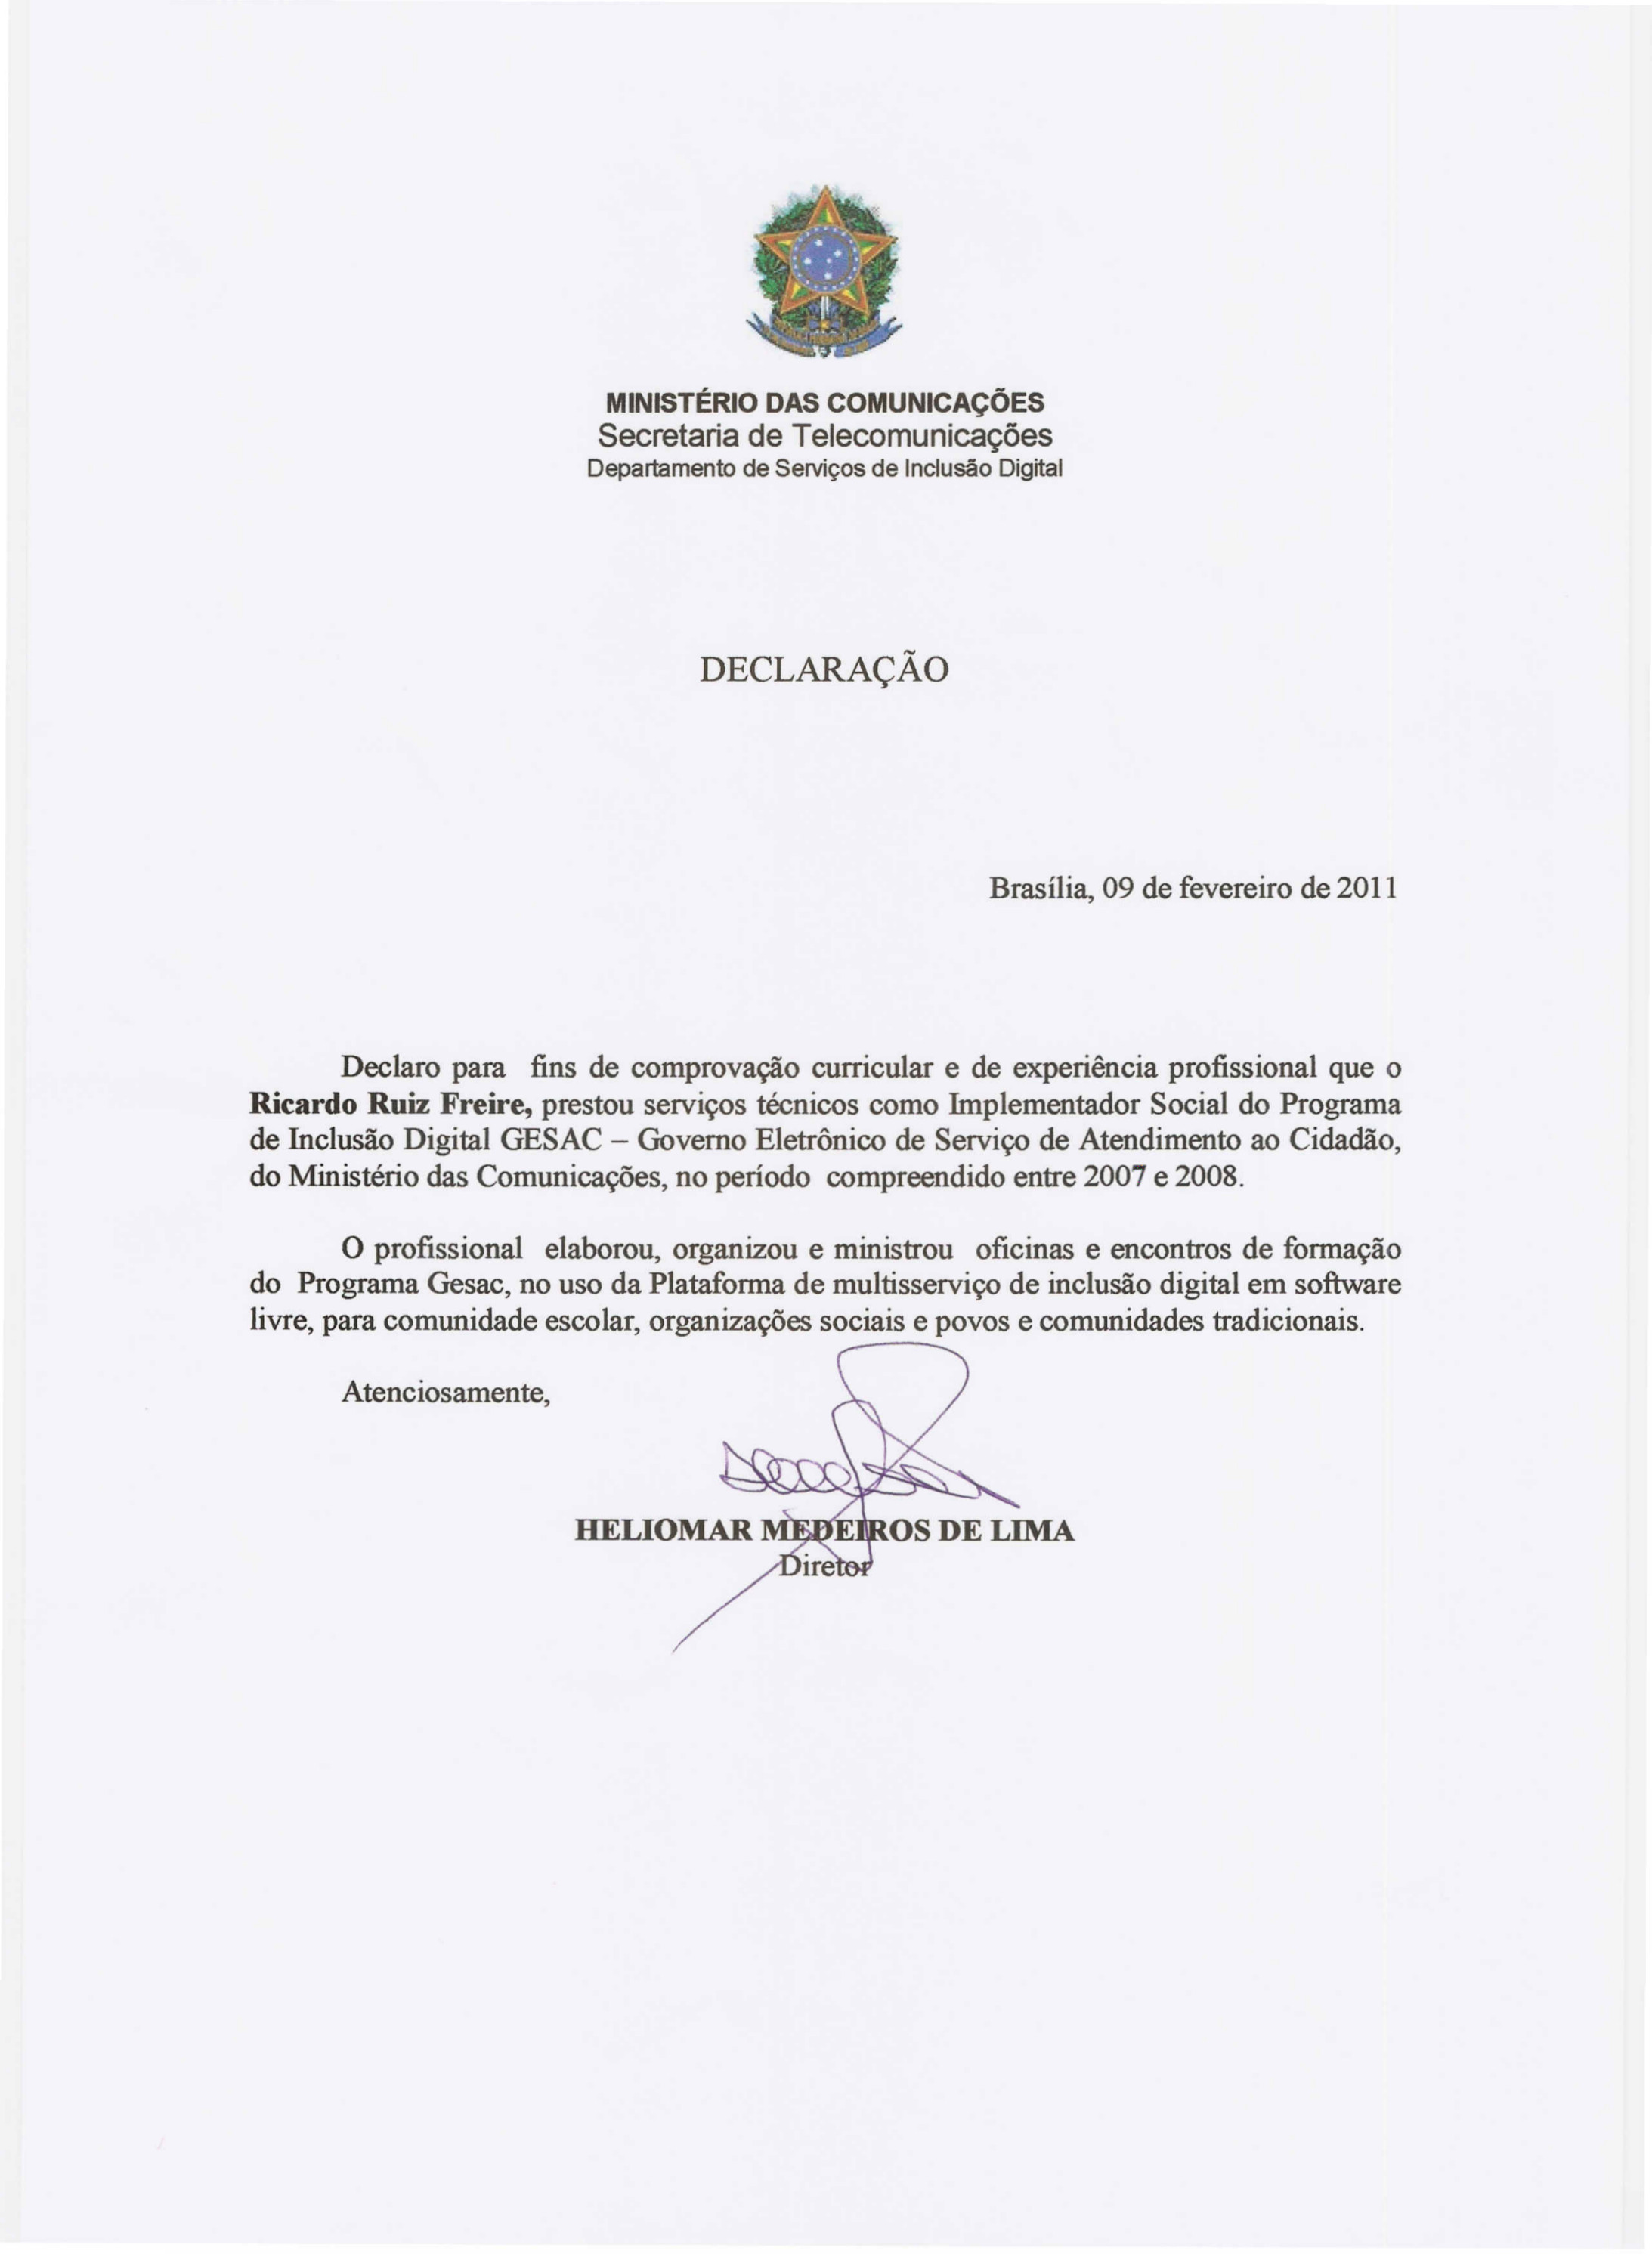 MINISTÉRIO DAS COMUNICAÇÕES
Secretaria de Telecomunicações
Departamento de Serviços de Inclusão Digital
DECLARAÇÃO
Brasília, 09 de fevereiro de 2011
Declaro para fins de comprovação curricular e de experiência profissional que o
Ricardo Ruiz Freire, prestou serviços técnicos como Implementador Social do Programa
de Inclusão Digital GESAC – Governo Eletrônico de Serviço de Atendimento ao Cidadão,
do Ministério das Comunicações, no período compreendido entre 2007 e 2008.
O profissional elaborou, organizou e ministrou oficinas e encontros de formação
do Programa Gesac, no uso da Plataforma de multisserviço de inclusão digital em software
livre, para comunidade escolar, organizações sociais e povos e comunidades tradicionais.
Atenciosamente,
HELIOMAR MEDEIROS DE LIMA
Diretor